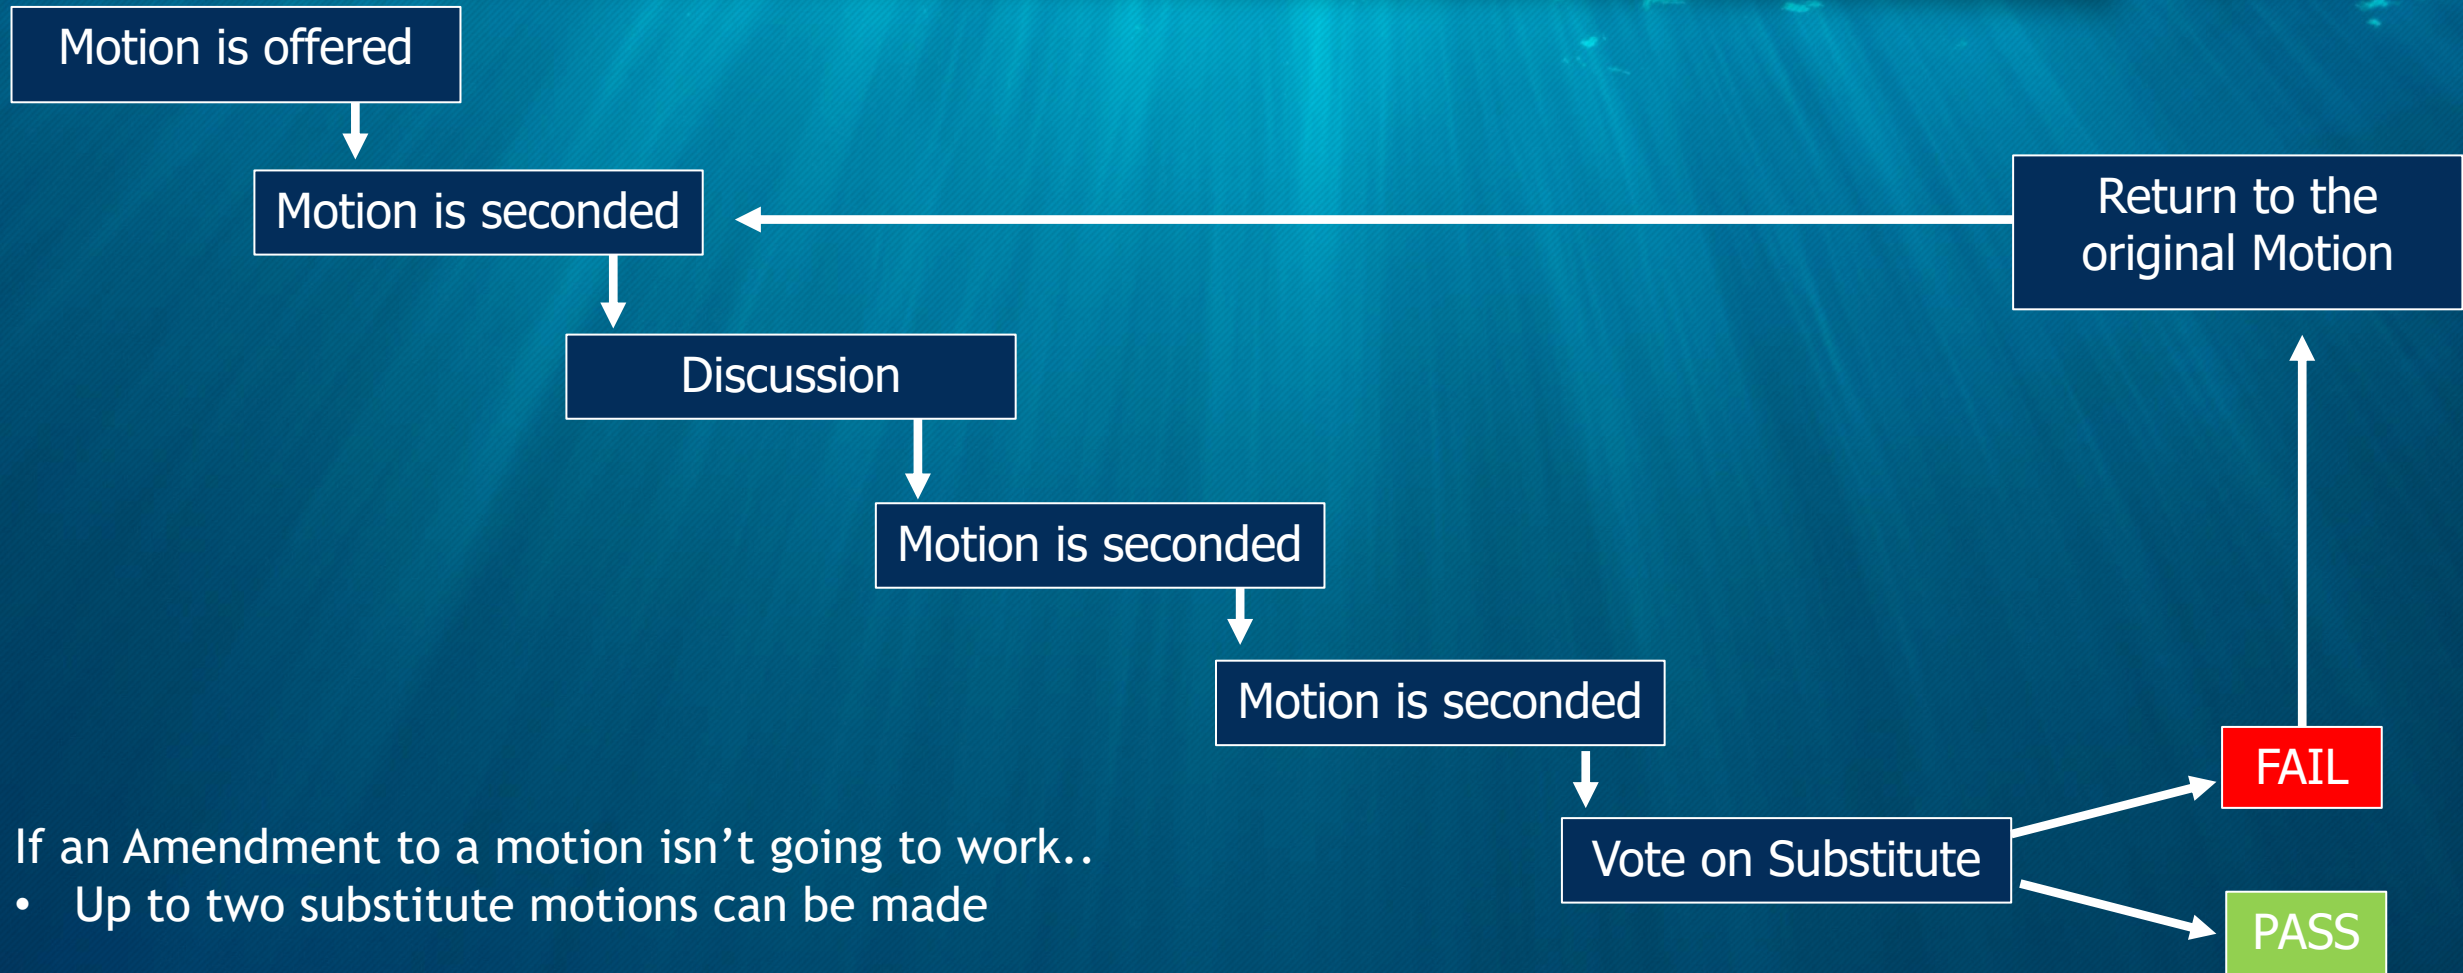 Motion is offered
Motion is seconded
Return to the
original Motion
Discussion
Motion is seconded
Motion is seconded
FAIL
Vote on Substitute
PASS
If an Amendment to a motion isn’t going to work..
• Up to two substitute motions can be made